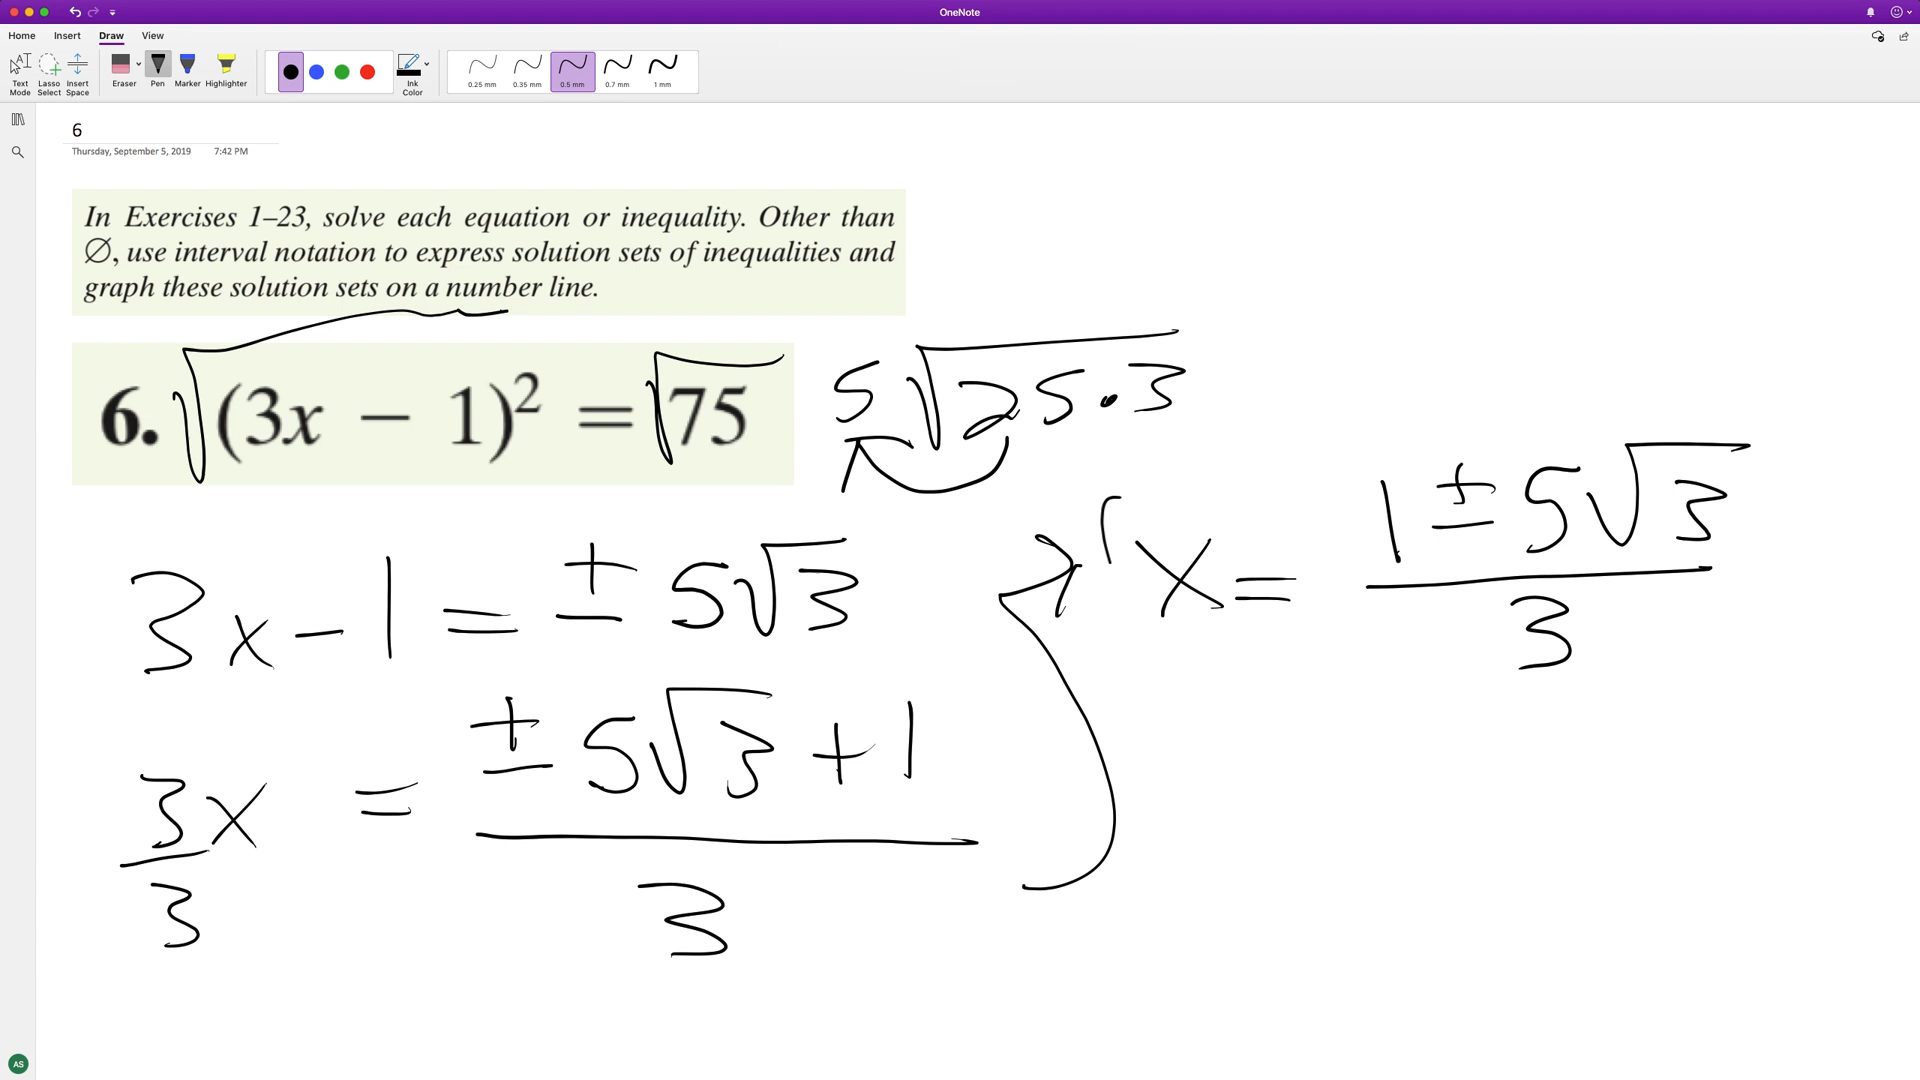 OneNote
Home Insert Draw View
Text Mode
Lasso Select
Insert Space
Eraser
Pen
Marker
Highlighter
Ink Color
0.25 mm
0.35 mm
0.5 mm
0.7 mm
1 mm
6
Thursday, September 5, 2019 7:42 PM
In Exercises 1–23, solve each equation or inequality. Other than
∅, use interval notation to express solution sets of inequalities and
graph these solution sets on a number line.
6. √(3x − 1)² = √75
5√25·3
3x − 1 = ± 5√3
3x/3 = (± 5√3 + 1)/3
x = (1 ± 5√3)/3
AS